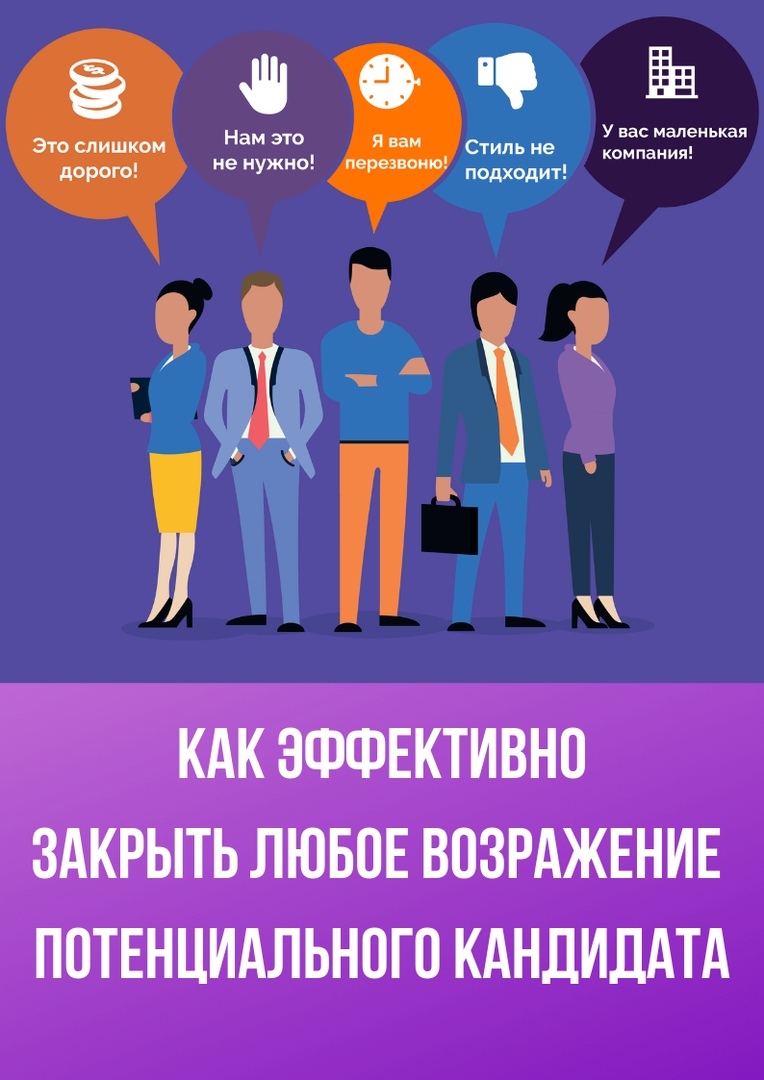 Это слишком
дорого!
Нам это
не нужно!
Я вам
перезвоню!
Стиль не
подходит!
У вас маленькая
компания!
КАК ЭФФЕКТИВНО
ЗАКРЫТЬ ЛЮБОЕ ВОЗРАЖЕНИЕ
ПОТЕНЦИАЛЬНОГО КАНДИДАТА